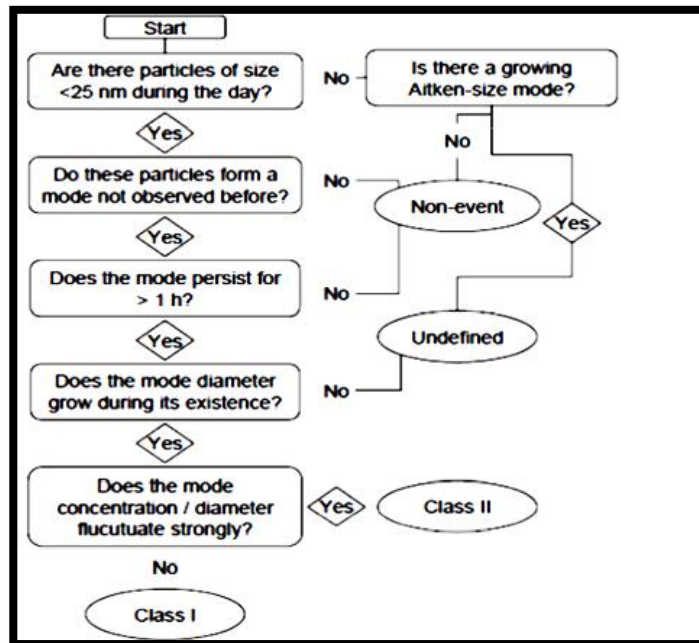 Start
Are there particles of size
<25 nm during the day?
No
Is there a growing
Aitken-size mode?
Yes
No
Do these particles form a
mode not observed before?
No
Non-event
Yes
Yes
Does the mode persist for
> 1 h?
No
Undefined
Yes
Does the mode diameter
grow during its existence?
No
Yes
Does the mode
concentration / diameter
flucutuate strongly?
Yes
Class II
No
Class I